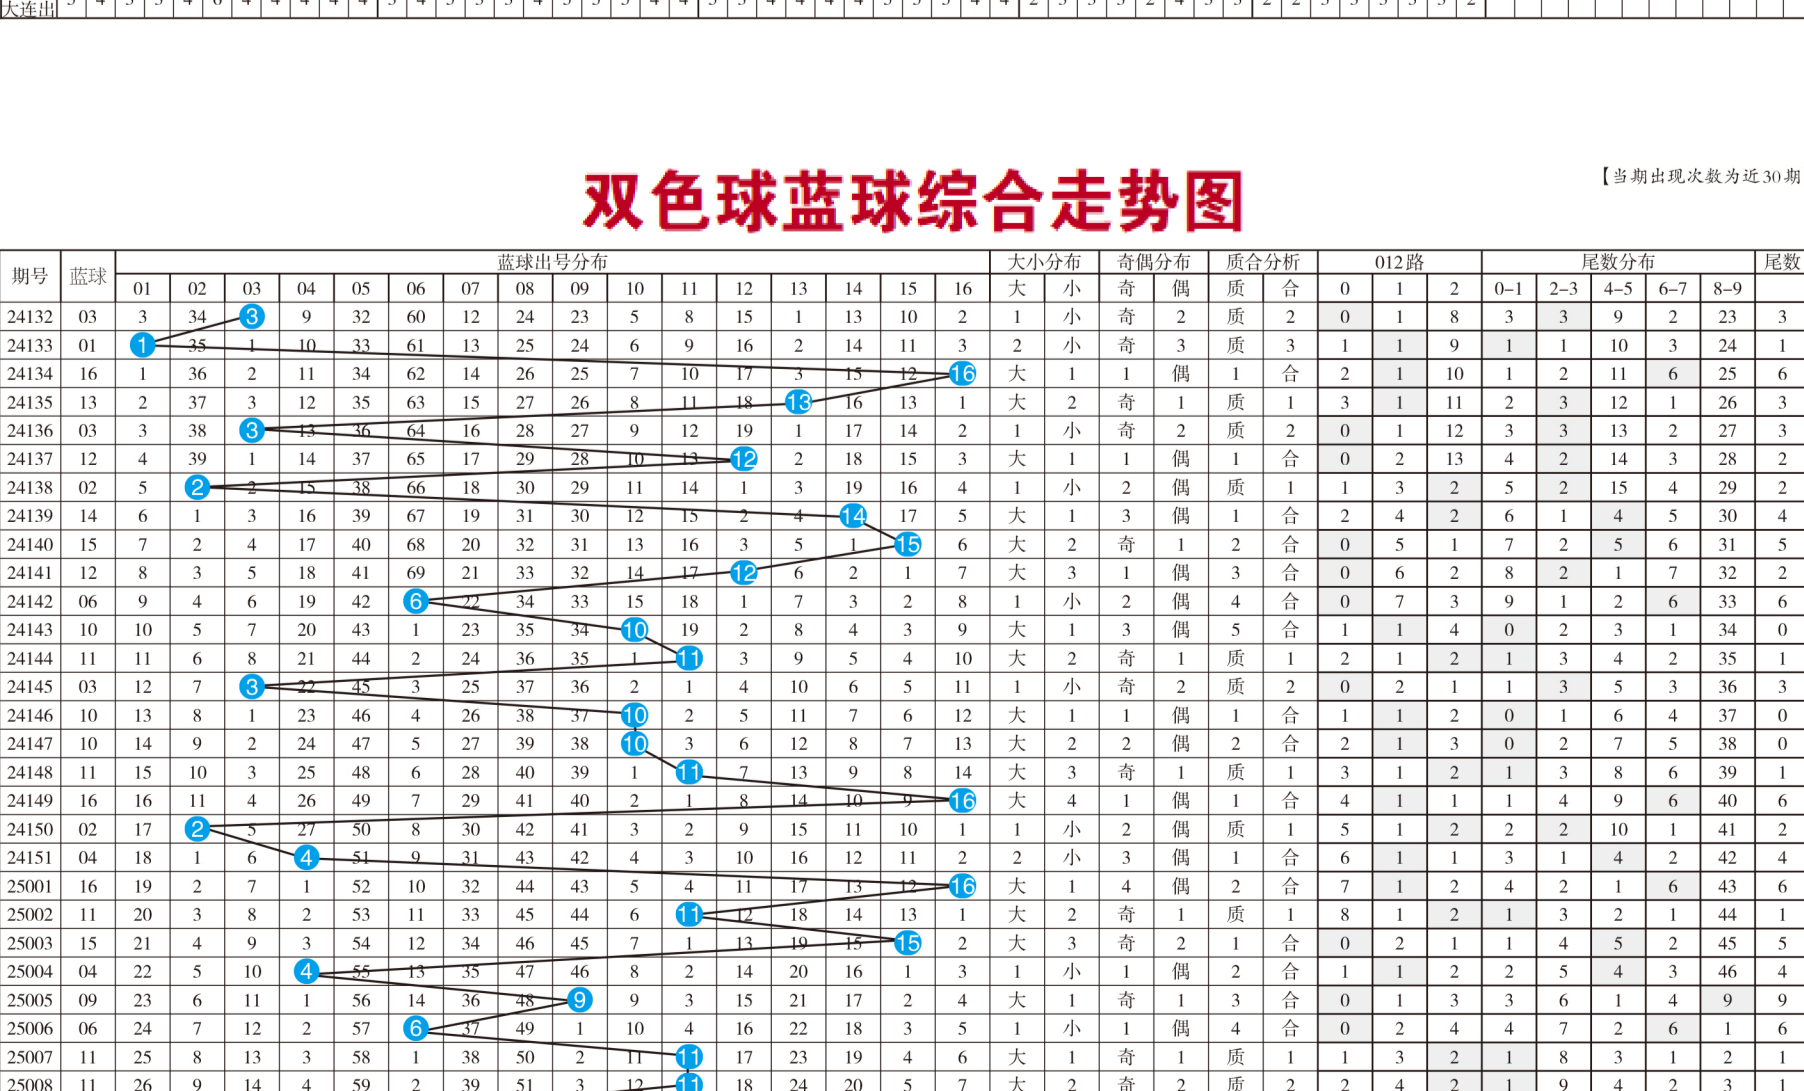 大连出
双色球蓝球综合走势图
【当期出现次数为近30期
期号 蓝球 蓝球出号分布 大小分布 奇偶分布 质合分析 012路 尾数分布 尾数
01 02 03 04 05 06 07 08 09 10 11 12 13 14 15 16 大 小 奇 偶 质 合 0 1 2 0-1 2-3 4-5 6-7 8-9
24132 03 3 34 3 9 32 60 12 24 23 5 8 15 1 13 10 2 1 小 奇 2 质 2 0 1 8 3 3 9 2 23 3
24133 01 1 35 1 10 33 61 13 25 24 6 9 16 2 14 11 3 2 小 奇 3 质 3 1 1 9 1 1 10 3 24 1
24134 16 1 36 2 11 34 62 14 26 25 7 10 17 3 15 12 16 大 1 1 偶 1 合 2 1 10 1 2 11 6 25 6
24135 13 2 37 3 12 35 63 15 27 26 8 11 18 13 16 13 1 大 2 奇 1 质 1 3 1 11 2 3 12 1 26 3
24136 03 3 38 3 13 36 64 16 28 27 9 12 19 1 17 14 2 1 小 奇 2 质 2 0 1 12 3 3 13 2 27 3
24137 12 4 39 1 14 37 65 17 29 28 10 13 12 2 18 15 3 大 1 1 偶 1 合 0 2 13 4 2 14 3 28 2
24138 02 5 2 2 15 38 66 18 30 29 11 14 1 3 19 16 4 1 小 2 偶 质 1 1 3 2 5 2 15 4 29 2
24139 14 6 1 3 16 39 67 19 31 30 12 15 2 4 14 17 5 大 1 3 偶 1 合 2 4 2 6 1 4 5 30 4
24140 15 7 2 4 17 40 68 20 32 31 13 16 3 5 1 15 6 大 2 奇 1 2 合 0 5 1 7 2 5 6 31 5
24141 12 8 3 5 18 41 69 21 33 32 14 17 12 6 2 1 7 大 3 1 偶 3 合 0 6 2 8 2 1 7 32 2
24142 06 9 4 6 19 42 6 22 34 33 15 18 1 7 3 2 8 1 小 2 偶 4 合 0 7 3 9 1 2 6 33 6
24143 10 10 5 7 20 43 1 23 35 34 10 19 2 8 4 3 9 大 1 3 偶 5 合 1 1 4 0 2 3 1 34 0
24144 11 11 6 8 21 44 2 24 36 35 1 11 3 9 5 4 10 大 2 奇 1 质 1 2 1 2 1 3 4 2 35 1
24145 03 12 7 3 22 45 3 25 37 36 2 1 4 10 6 5 11 1 小 奇 2 质 2 0 2 1 1 3 5 3 36 3
24146 10 13 8 1 23 46 4 26 38 37 10 2 5 11 7 6 12 大 1 1 偶 1 合 1 1 2 0 1 6 4 37 0
24147 10 14 9 2 24 47 5 27 39 38 10 3 6 12 8 7 13 大 2 2 偶 2 合 2 1 3 0 2 7 5 38 0
24148 11 15 10 3 25 48 6 28 40 39 1 11 7 13 9 8 14 大 3 奇 1 质 1 3 1 2 1 3 8 6 39 1
24149 16 16 11 4 26 49 7 29 41 40 2 1 8 14 10 9 16 大 4 1 偶 1 合 4 1 1 1 4 9 6 40 6
24150 02 17 2 5 27 50 8 30 42 41 3 2 9 15 11 10 1 1 小 2 偶 质 1 5 1 2 2 2 10 1 41 2
24151 04 18 1 6 4 51 9 31 43 42 4 3 10 16 12 11 2 2 小 3 偶 1 合 6 1 1 3 1 4 2 42 4
25001 16 19 2 7 1 52 10 32 44 43 5 4 11 17 13 12 16 大 1 4 偶 2 合 7 1 2 4 2 1 6 43 6
25002 11 20 3 8 2 53 11 33 45 44 6 11 12 18 14 13 1 大 2 奇 1 质 1 8 1 2 1 3 2 1 44 1
25003 15 21 4 9 3 54 12 34 46 45 7 1 13 19 15 15 2 大 3 奇 2 1 合 0 2 1 1 4 5 2 45 5
25004 04 22 5 10 4 55 13 35 47 46 8 2 14 20 16 1 3 1 小 1 偶 2 合 1 1 2 2 5 4 3 46 4
25005 09 23 6 11 1 56 14 36 48 9 9 3 15 21 17 2 4 大 1 奇 1 3 合 0 1 3 3 6 1 4 9 9
25006 06 24 7 12 2 57 6 37 49 1 10 4 16 22 18 3 5 1 小 1 偶 4 合 0 2 4 4 7 2 6 1 6
25007 11 25 8 13 3 58 1 38 50 2 11 11 17 23 19 4 6 大 1 奇 1 质 1 1 3 2 1 8 3 1 2 1
25008 11 26 9 14 4 59 2 39 51 3 12 11 18 24 20 5 7 大 2 奇 2 质 2 2 4 2 1 9 4 2 3 1